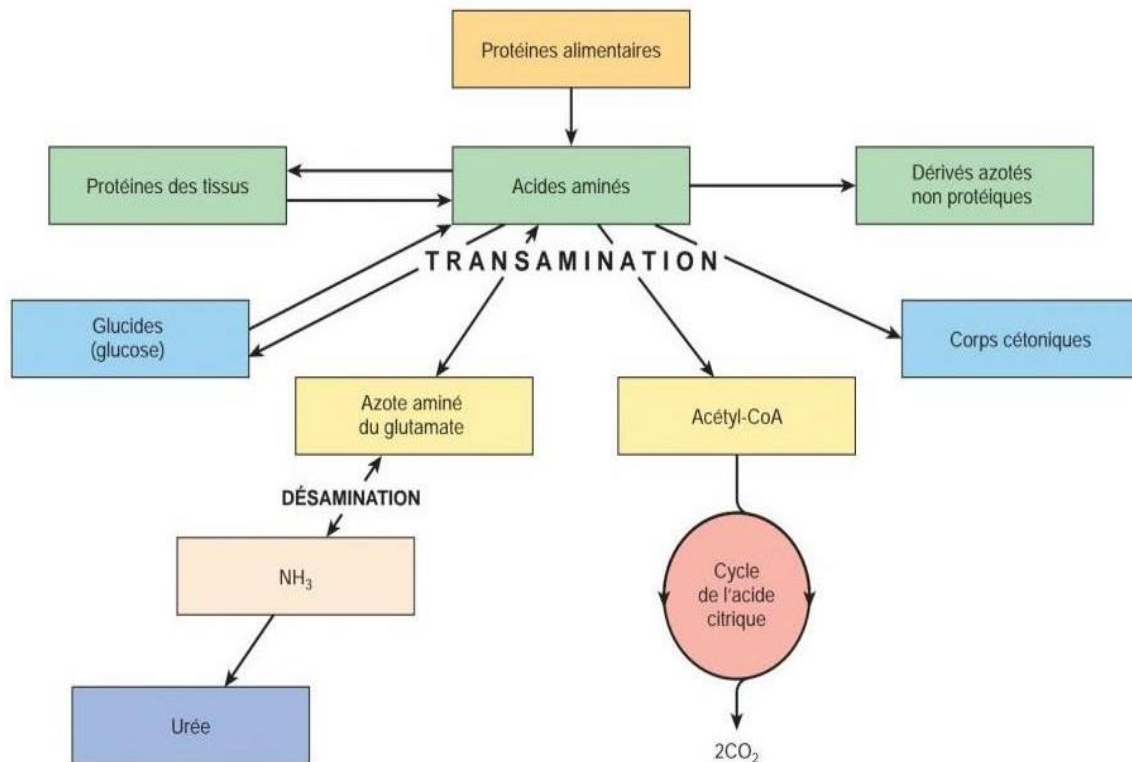 Protéines alimentaires
Protéines des tissus
Acides aminés
Dérivés azotés
non protéiques
TRANSAMINATION
Glucides
(glucose)
Corps cétoniques
Azote aminé
du glutamate
Acétyl-CoA
DÉSAMINATION
NH₃
Cycle
de l'acide
citrique
Urée
2CO₂